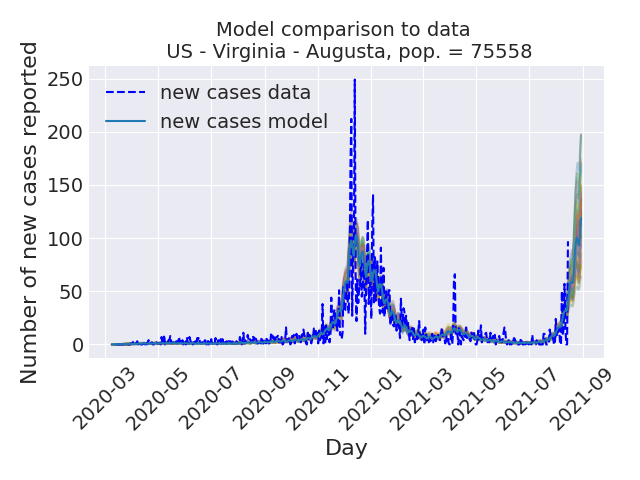 Model comparison to data
US - Virginia - Augusta, pop. = 75558
Number of new cases reported
250
200
150
100
50
0
new cases data
new cases model
2020-03
2020-05
2020-07
2020-09
2020-11
2021-01
2021-03
2021-05
2021-07
2021-09
Day